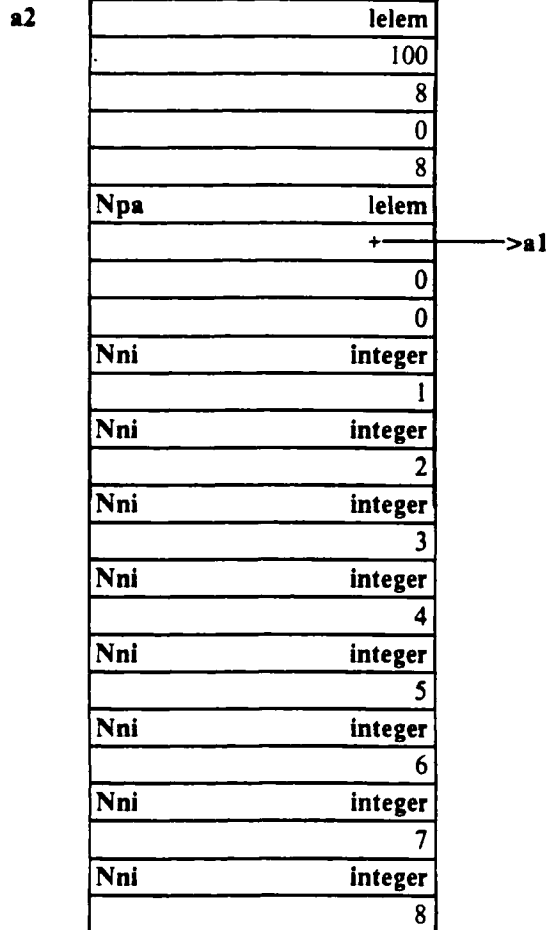 a2 lelem
100
8
0
8
Npa lelem
+ >a1
0
0
Nni integer
1
Nni integer
2
Nni integer
3
Nni integer
4
Nni integer
5
Nni integer
6
Nni integer
7
Nni integer
8